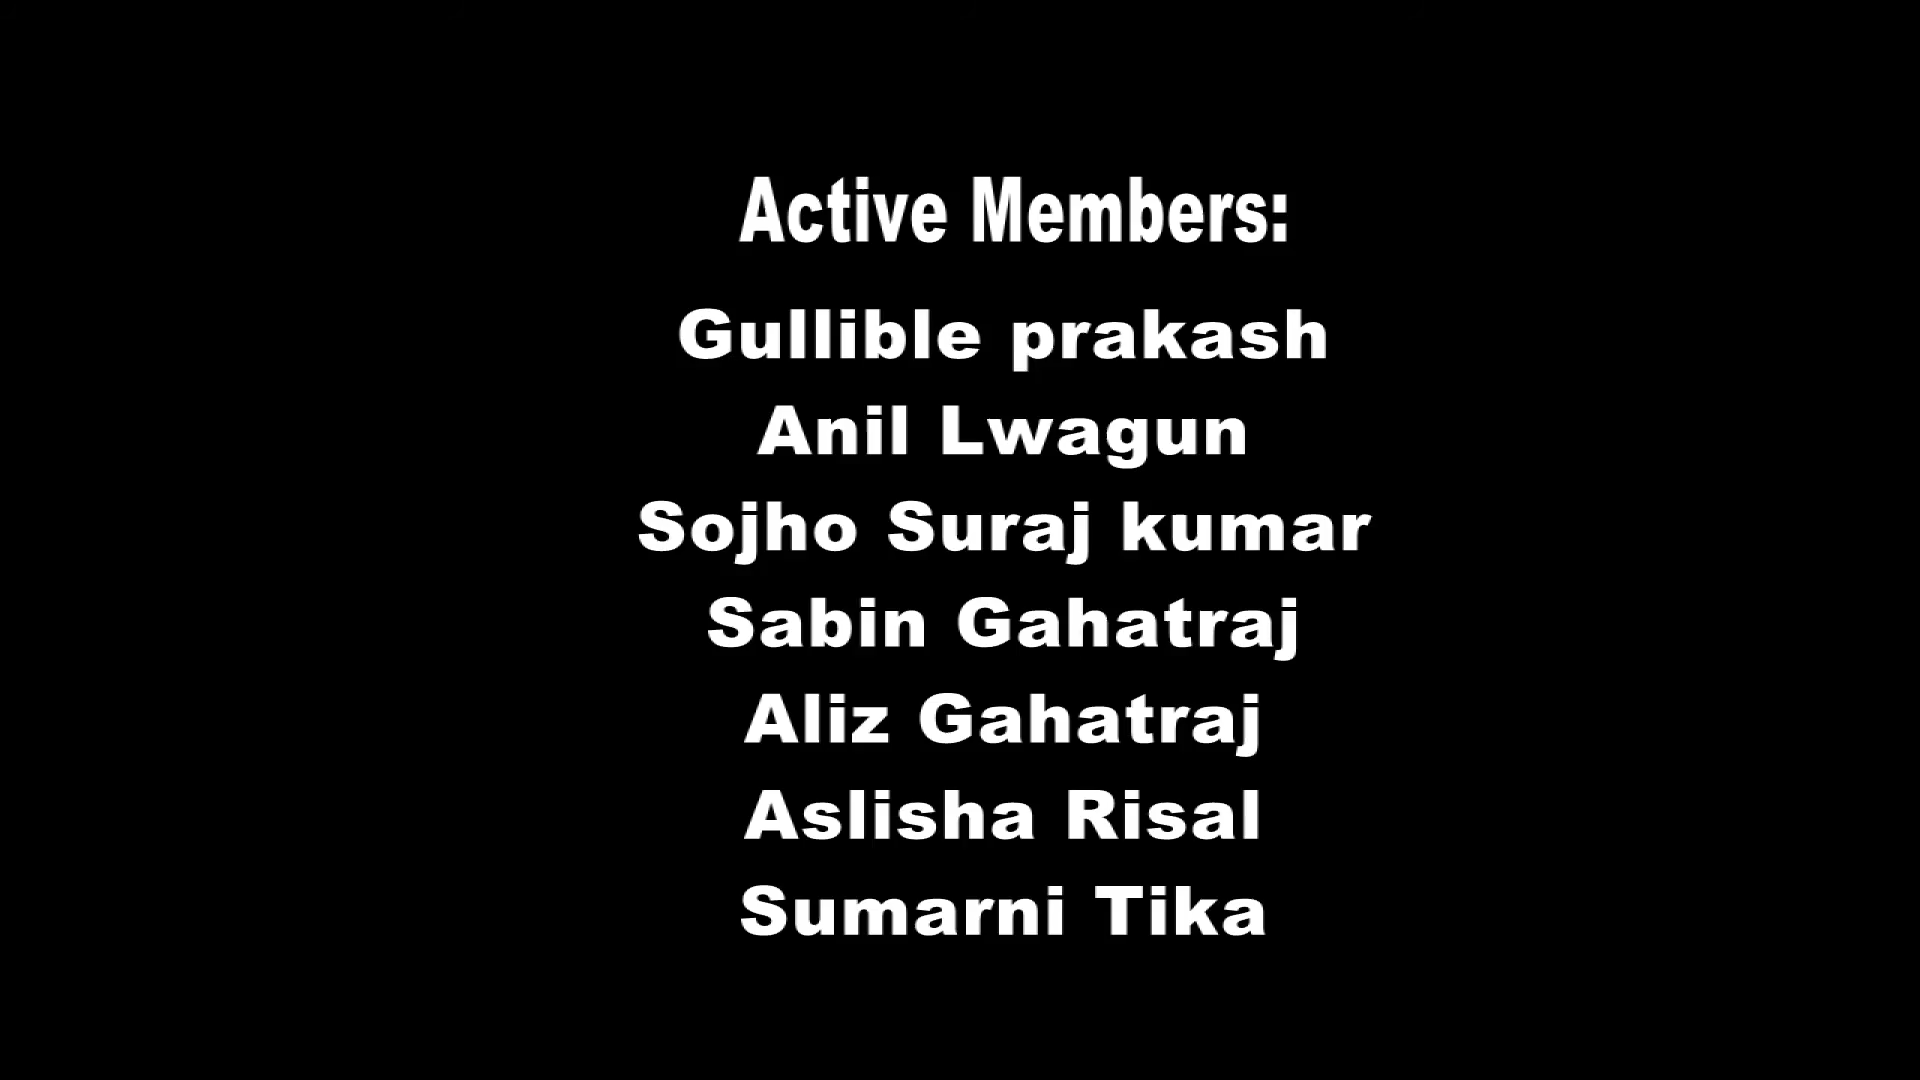 Active Members:
Gullible prakash
Anil Lwagun
Sojho Suraj kumar
Sabin Gahatraj
Aliz Gahatraj
Aslisha Risal
Sumarni Tika